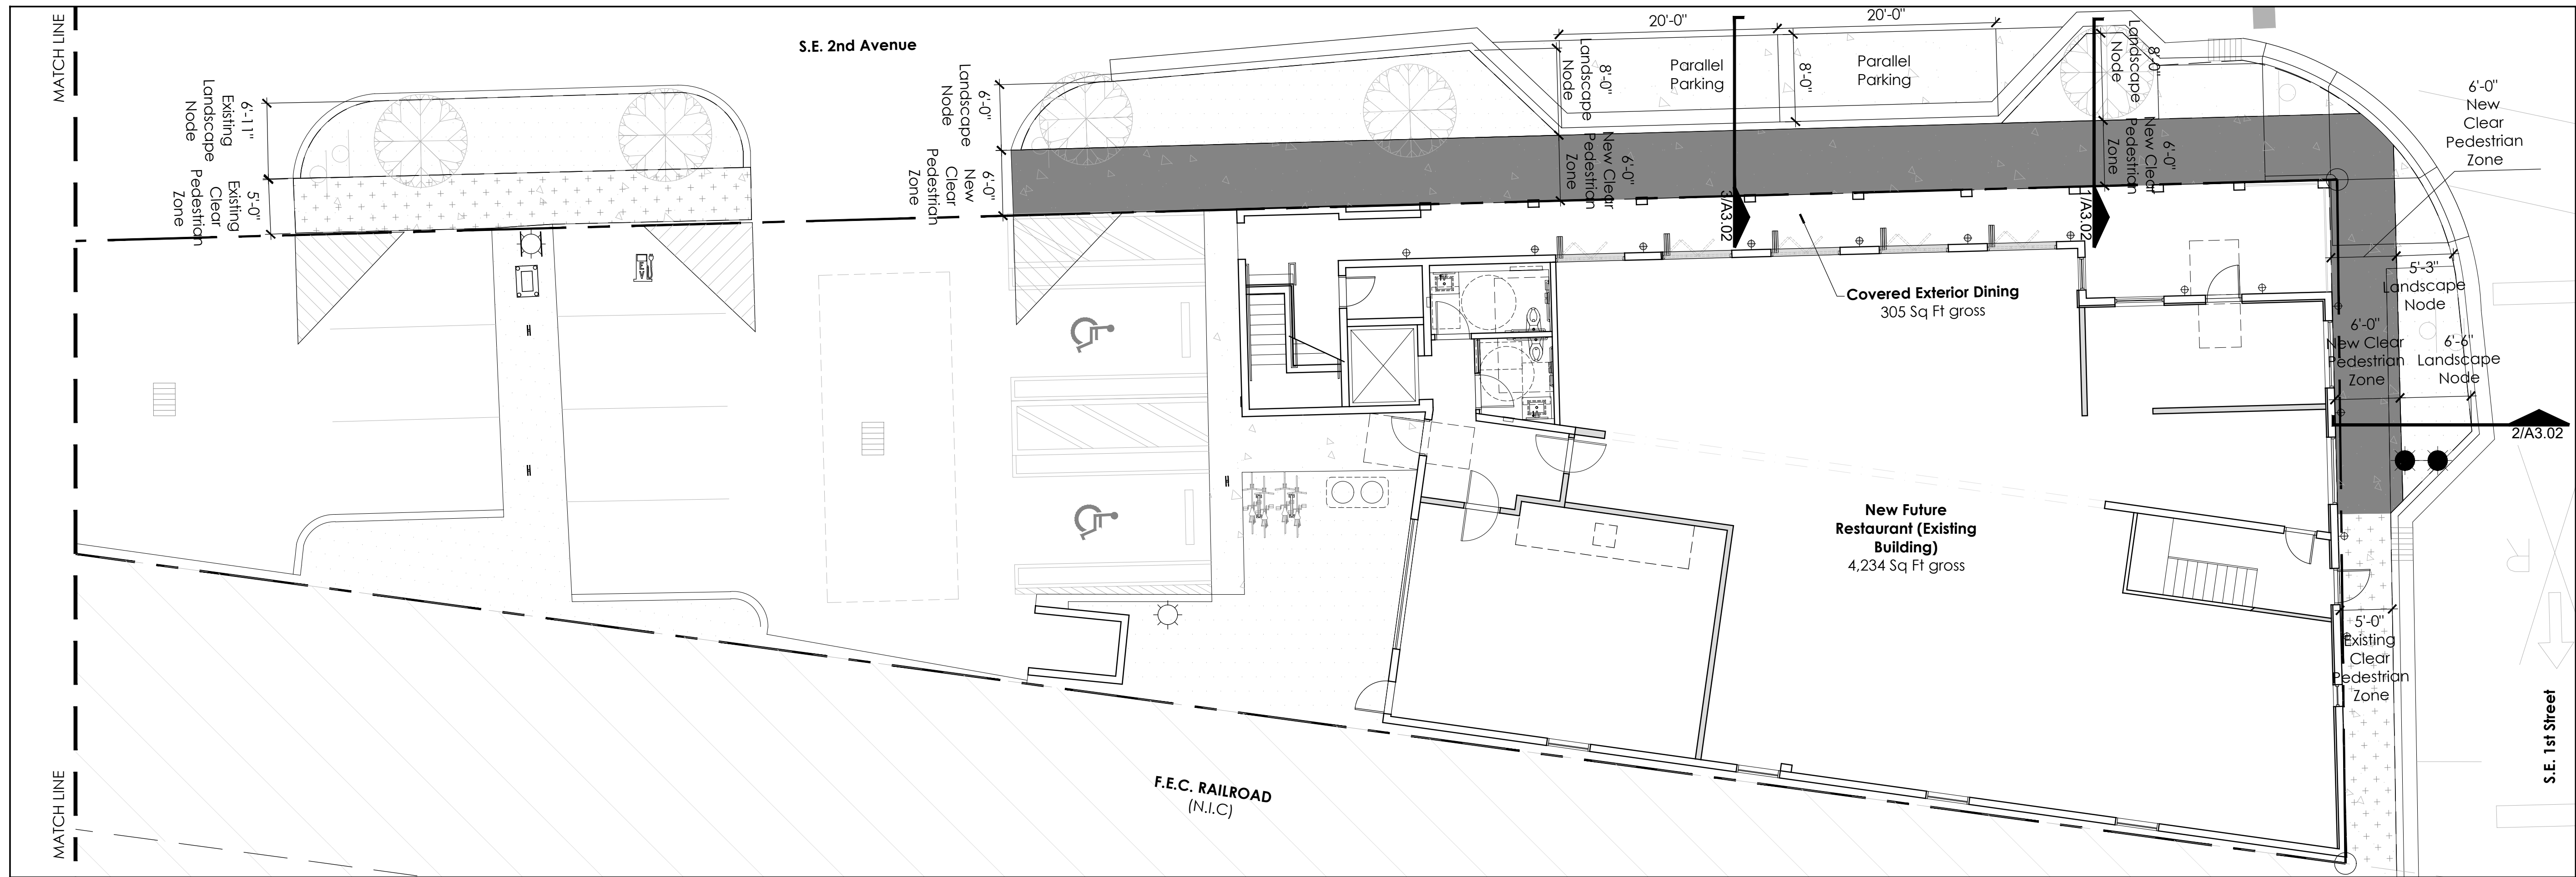 MATCH LINE
S.E. 2nd Avenue
6'-11"
Existing
Landscape
Node
5'-0"
Existing
Clear
Pedestrian
Zone
6'-0"
Landscape
Node
6'-0"
New
Clear
Pedestrian
Zone
20'-0"
20'-0"
8'-0"
Landscape
Node
Parallel
Parking
8'-0"
Parallel
Parking
8'-0"
Landscape
Node
6'-0"
New Clear
Pedestrian
Zone
6'-0"
New Clear
Pedestrian
Zone
6'-0"
New
Clear
Pedestrian
Zone
3/A3.02
1/A3.02
Covered Exterior Dining
305 Sq Ft gross
5'-3"
Landscape
Node
6'-0"
New Clear
Pedestrian
Zone
6'-6"
Landscape
Node
2/A3.02
New Future
Restaurant (Existing
Building)
4,234 Sq Ft gross
5'-0"
Existing
Clear
Pedestrian
Zone
S.E. 1st Street
F.E.C. RAILROAD
(N.I.C)
MATCH LINE